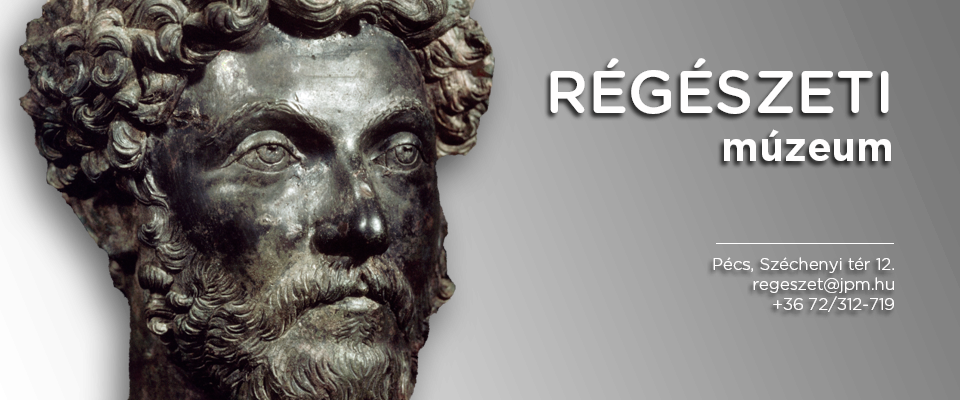 RÉGÉSZETI
múzeum
Pécs, Széchenyi tér 12.
regeszet@jpm.hu
+36 72/312-719